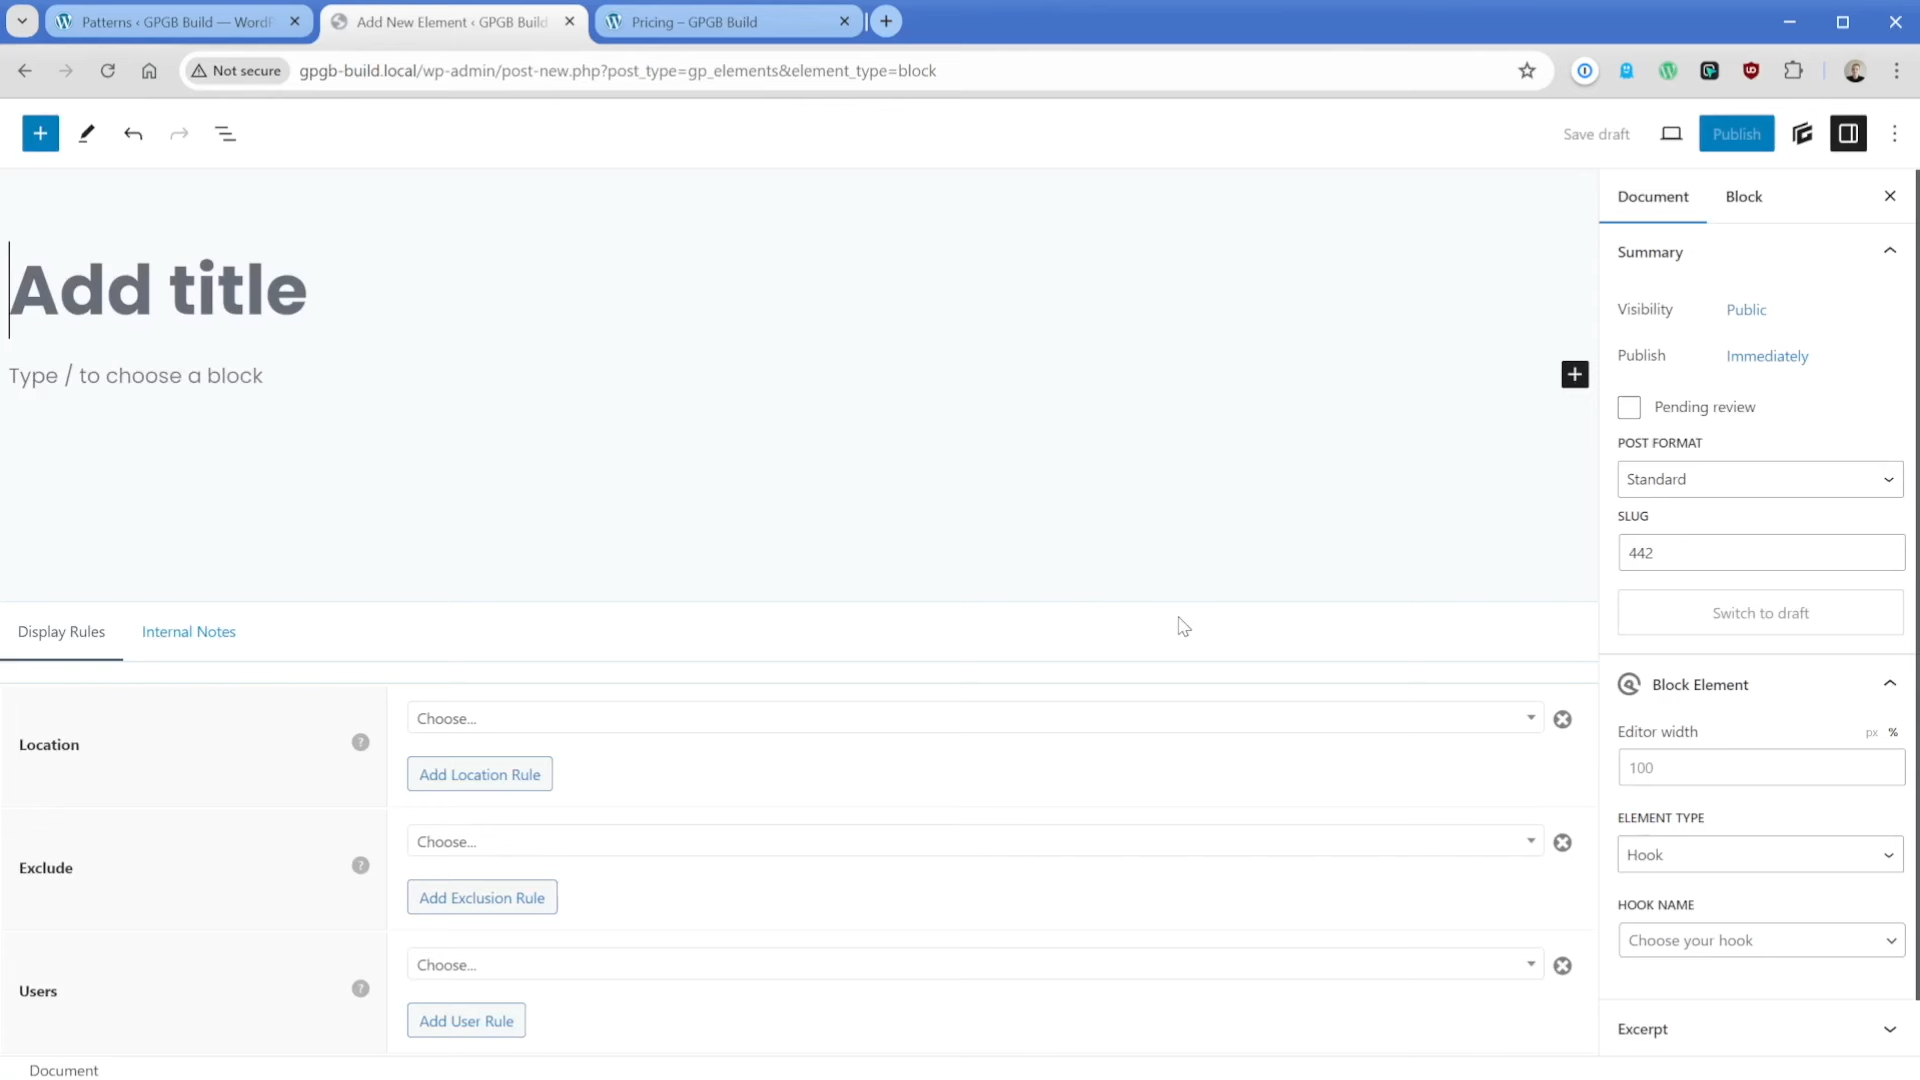 Patterns ‹ GPGB Build — WordP
Add New Element ‹ GPGB Build
Pricing – GPGB Build
Not secure
gpgb-build.local/wp-admin/post-new.php?post_type=gp_elements&element_type=block
Save draft
Publish
Document
Block
Summary
Add title
Visibility
Public
Publish
Immediately
Type / to choose a block
Pending review
POST FORMAT
Standard
SLUG
442
Switch to draft
Display Rules
Internal Notes
Block Element
Editor width
px
%
100
Location
?
Choose...
Add Location Rule
ELEMENT TYPE
Hook
Exclude
?
Choose...
Add Exclusion Rule
HOOK NAME
Choose your hook
Users
?
Choose...
Add User Rule
Excerpt
Document